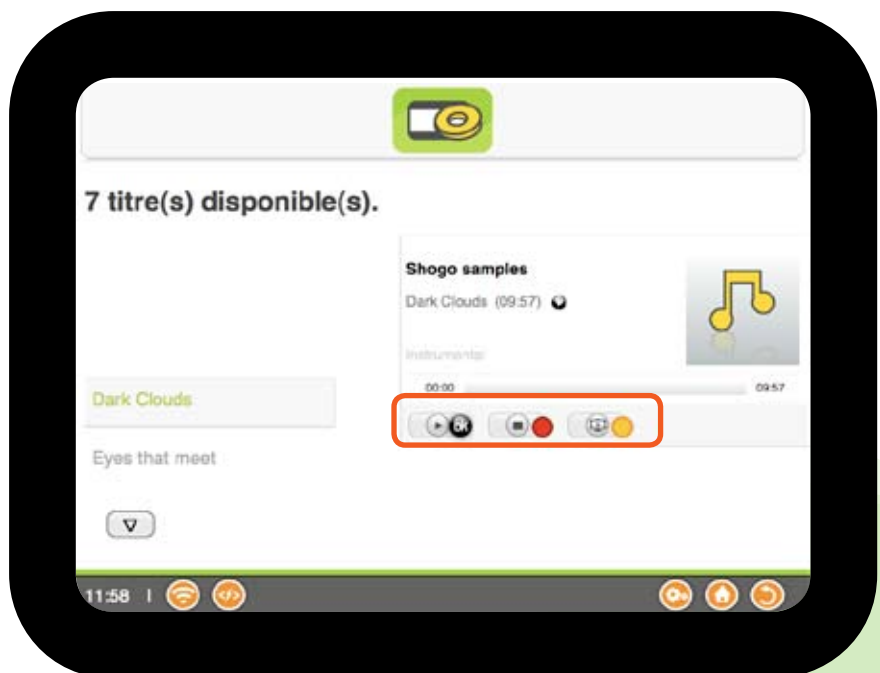 7 titre(s) disponible(s).
Shogo samples
Dark Clouds (09:57)
Instruments:
00:00 09:57
Dark Clouds
OK
Eyes that meet
11:58 |